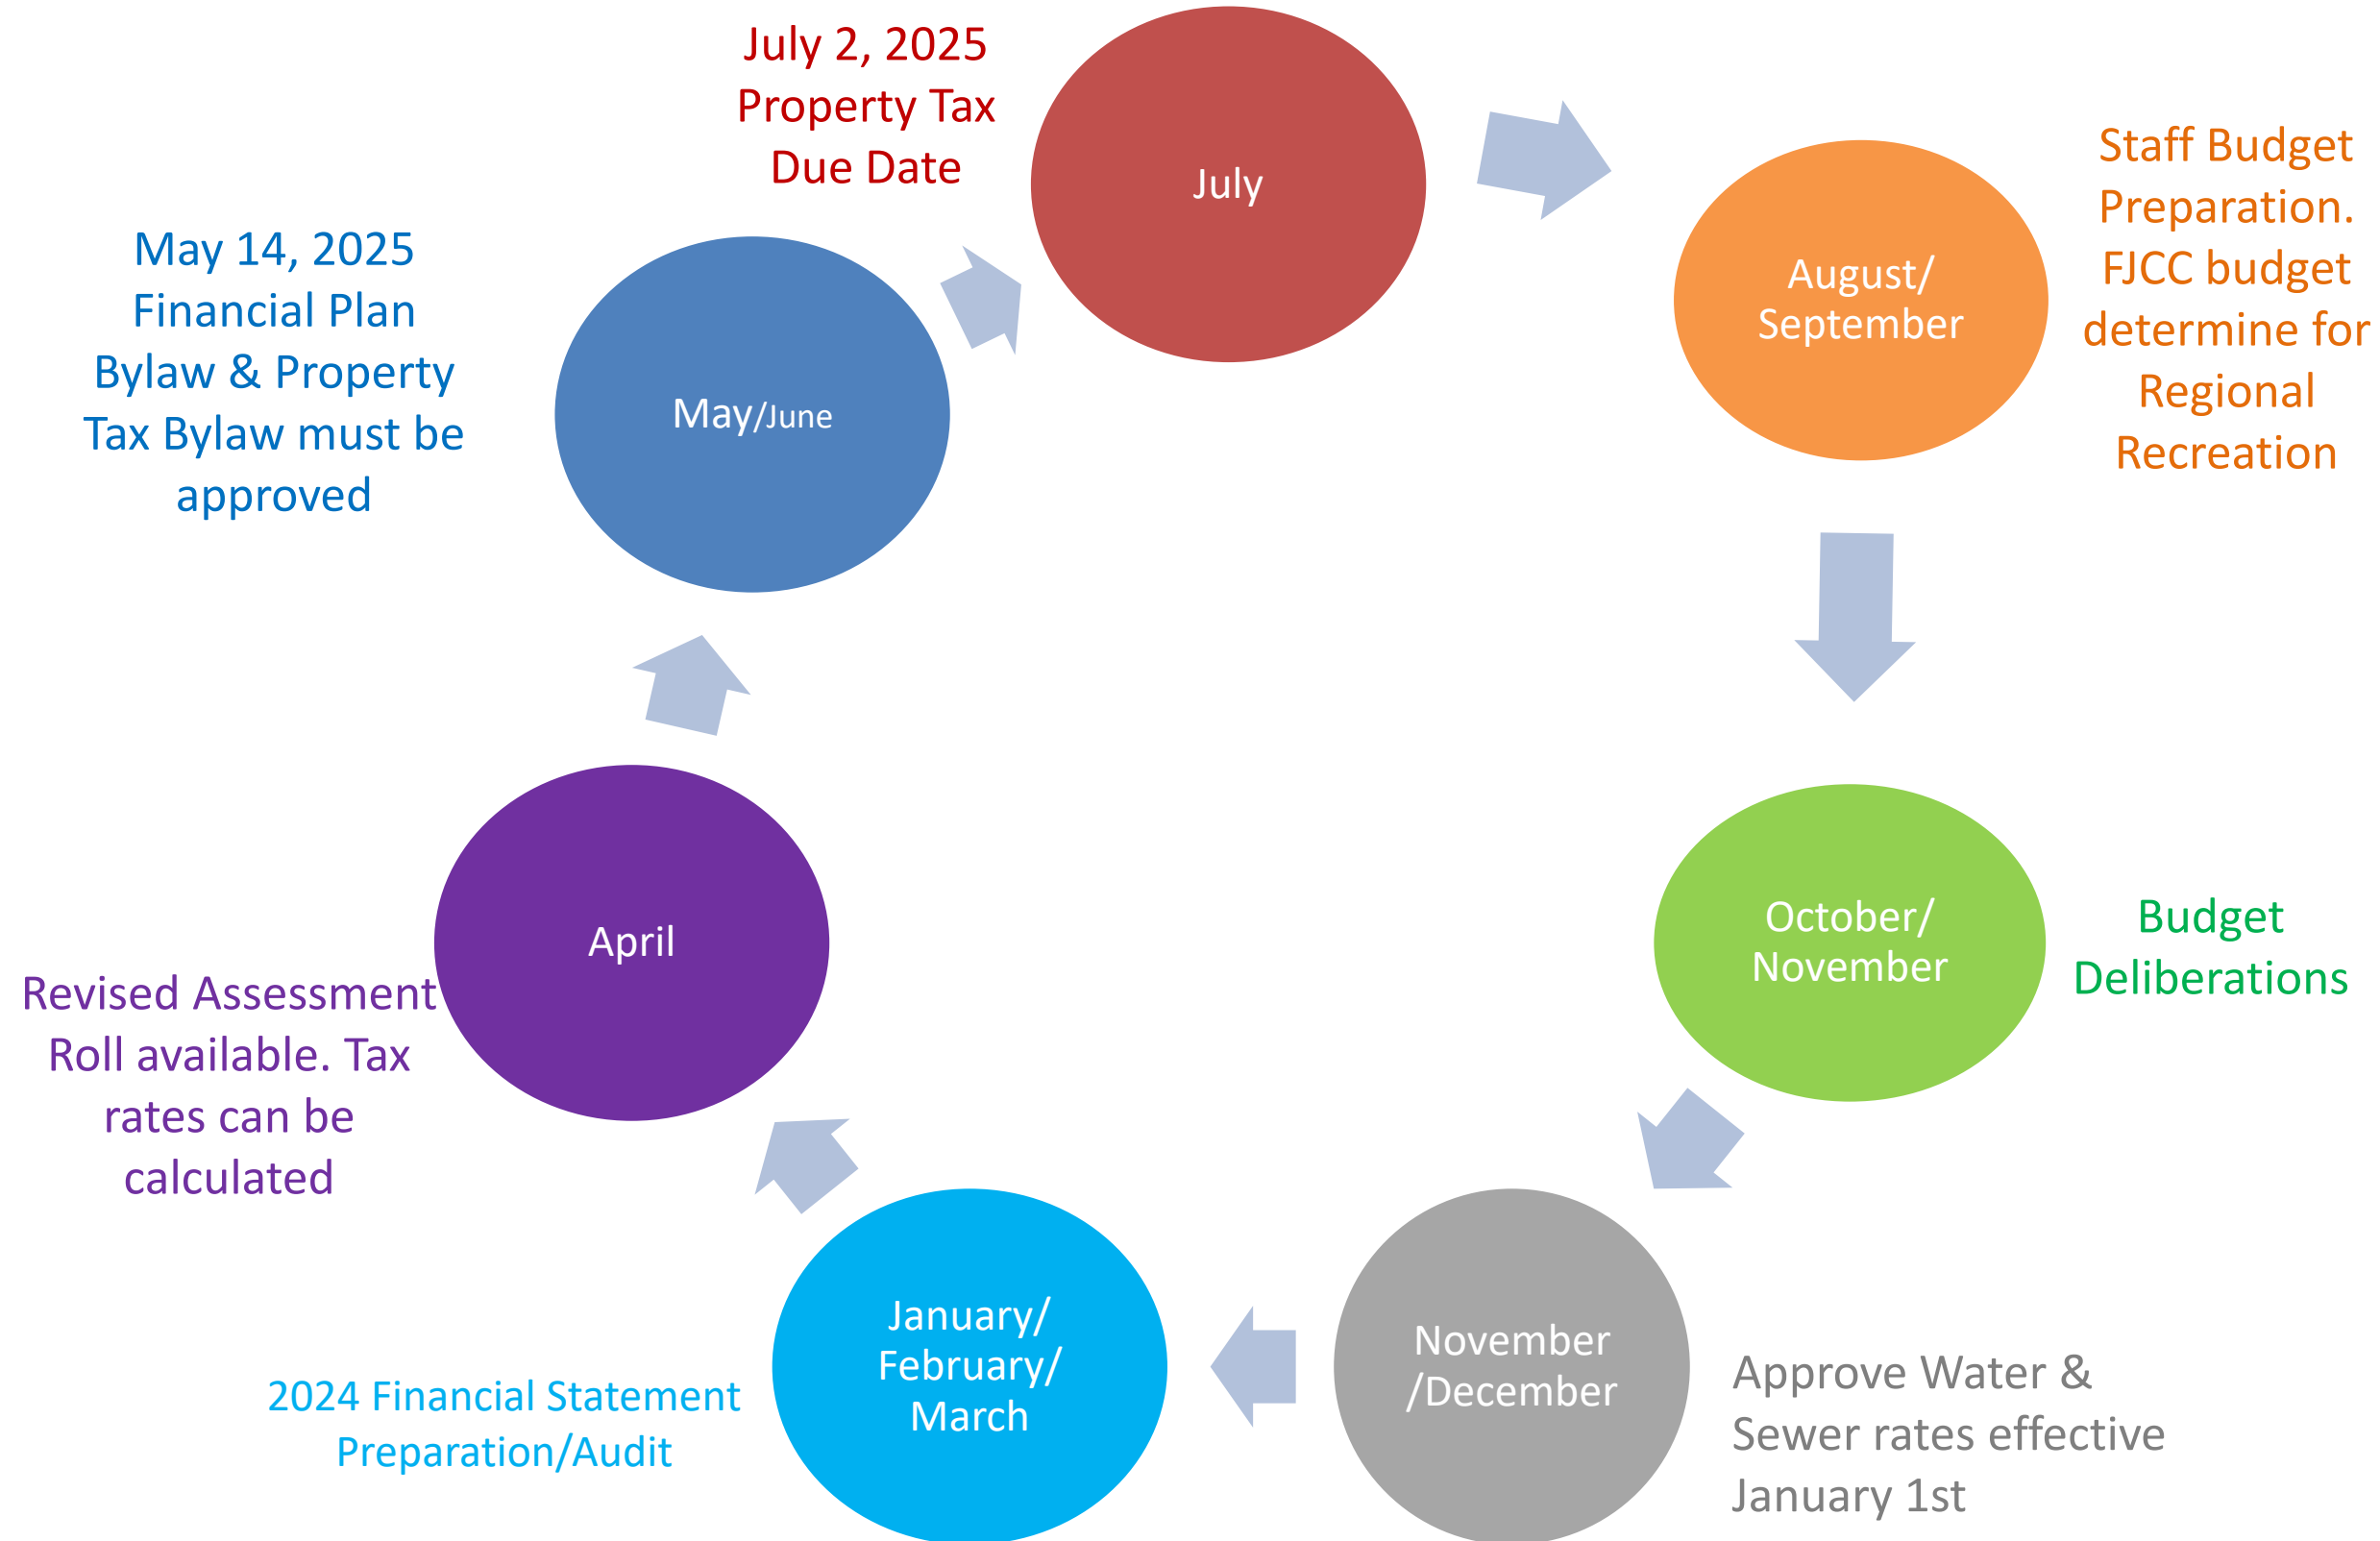 July 2, 2025
Property Tax
Due Date
July
August/
September
Staff Budget
Preparation.
FJCC budget
determine for
Regional
Recreation
October/
November
Budget
Deliberations
November
/December
Approve Water &
Sewer rates effective
January 1st
January/
February/
March
2024 Financial Statement
Preparation/Audit
April
Revised Assessment
Roll available. Tax
rates can be
calculated
May/June
May 14, 2025
Financial Plan
Bylaw & Property
Tax Bylaw must be
approved